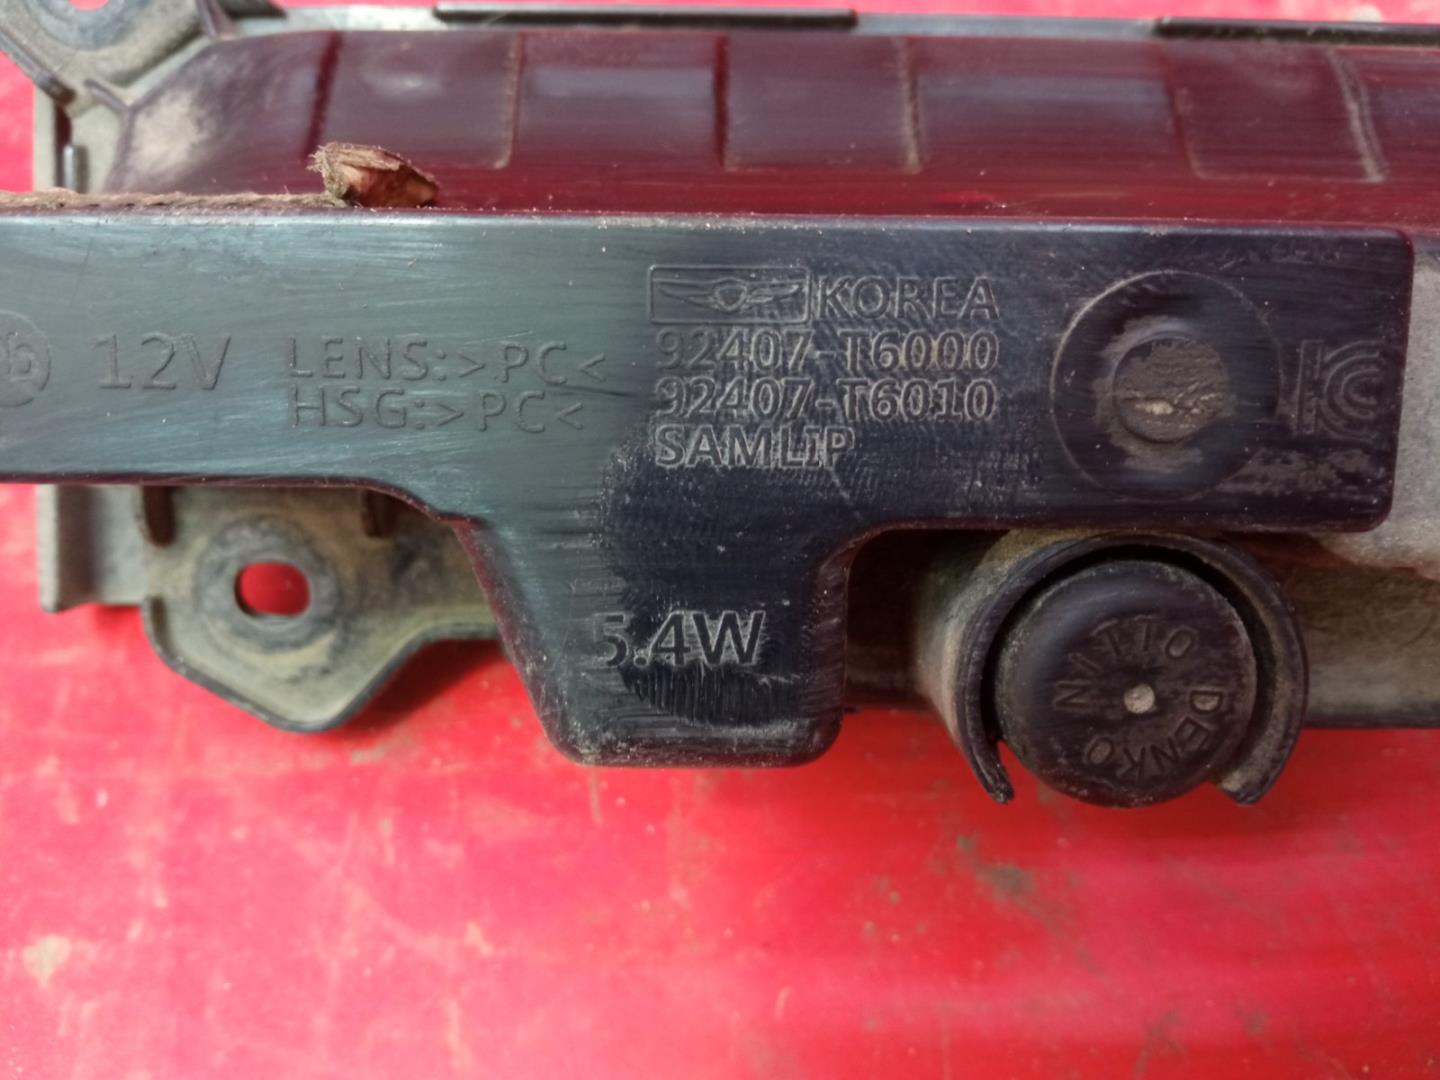 KOREA
12V
LENS:>PC<
HSG:>PC<
92407-T6000
92407-T6010
SAMLIP
5.4W
NITTO DENKO